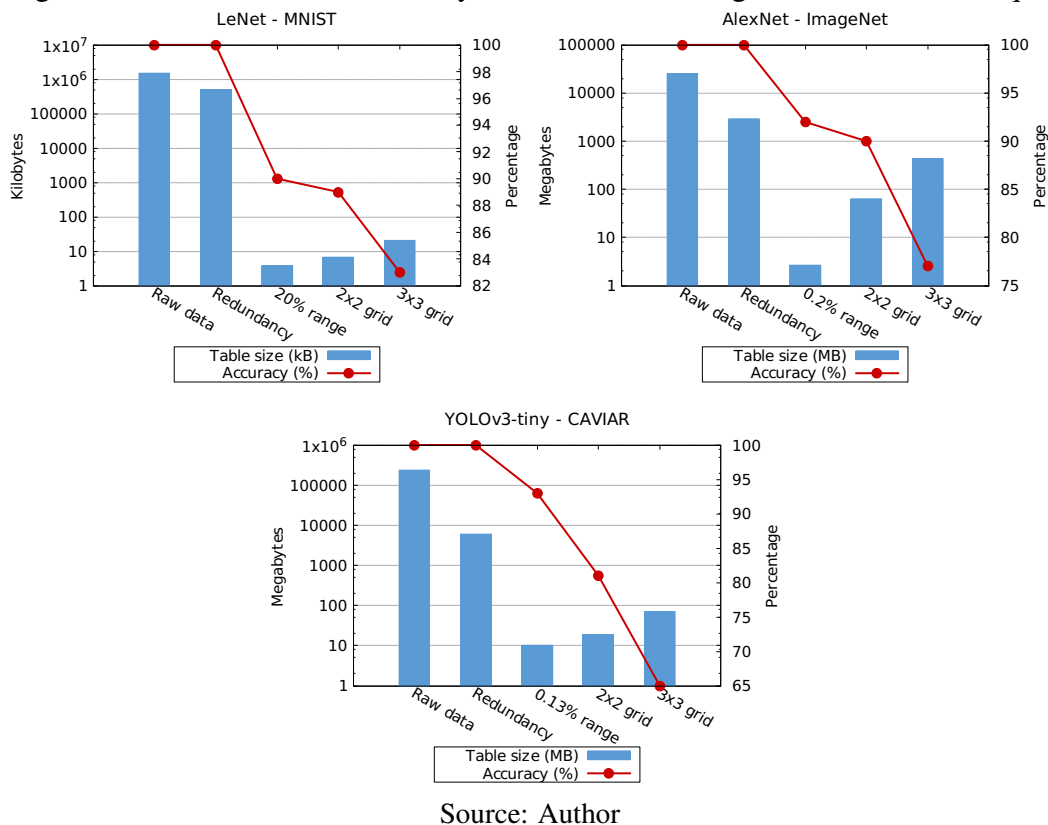 LeNet - MNIST
1x10^7
1x10^6
100000
10000
1000
100
10
1
Kilobytes
100
98
96
94
92
90
88
86
84
82
Percentage
Raw data
Redundancy
20% range
2x2 grid
3x3 grid
Table size (kB)
Accuracy (%)
AlexNet - ImageNet
100000
10000
1000
100
10
1
Megabytes
100
95
90
85
80
75
Percentage
Raw data
Redundancy
0.2% range
2x2 grid
3x3 grid
Table size (MB)
Accuracy (%)
YOLOv3-tiny - CAVIAR
1x10^6
100000
10000
1000
100
10
1
Megabytes
100
95
90
85
80
75
70
65
Percentage
Raw data
Redundancy
0.13% range
2x2 grid
3x3 grid
Table size (MB)
Accuracy (%)
Source: Author